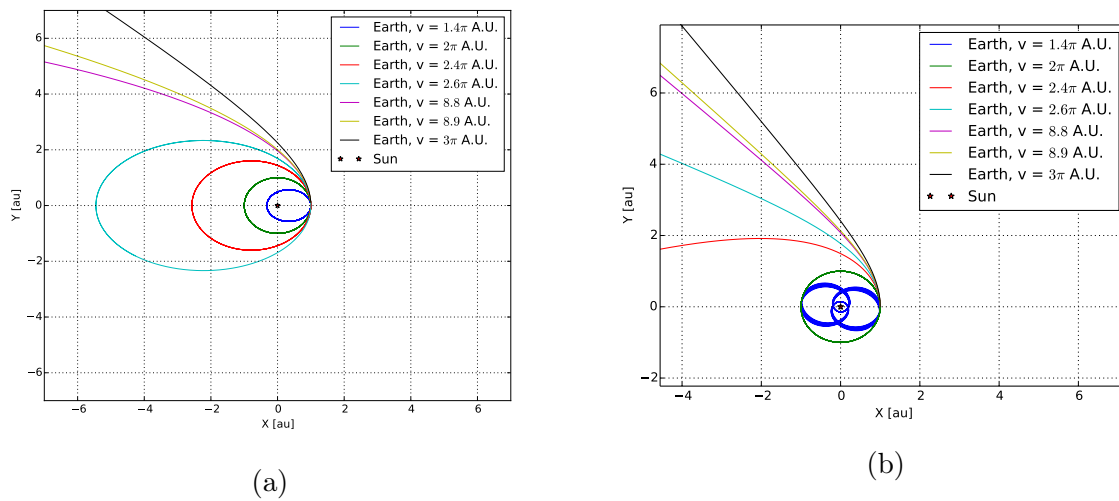 Earth, v = 1.4π A.U.
Earth, v = 2π A.U.
Earth, v = 2.4π A.U.
Earth, v = 2.6π A.U.
Earth, v = 8.8 A.U.
Earth, v = 8.9 A.U.
Earth, v = 3π A.U.
Sun
6
4
2
0
−2
−4
−6
Y [au]
−6 −4 −2 0 2 4 6
X [au]
(a)
Earth, v = 1.4π A.U.
Earth, v = 2π A.U.
Earth, v = 2.4π A.U.
Earth, v = 2.6π A.U.
Earth, v = 8.8 A.U.
Earth, v = 8.9 A.U.
Earth, v = 3π A.U.
Sun
6
4
2
0
−2
Y [au]
−4 −2 0 2 4 6
X [au]
(b)